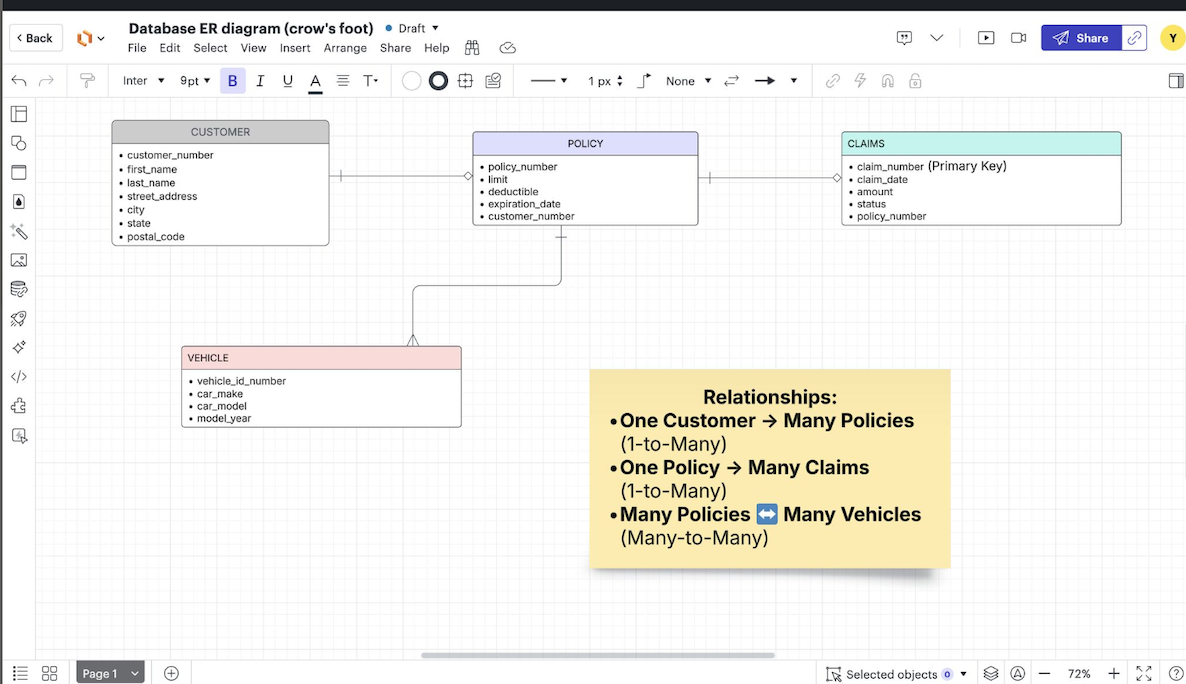 Back
Database ER diagram (crow's foot)
Draft
File Edit Select View Insert Arrange Share Help
Share
Y
Inter 9pt B I U A T 1 px None
CUSTOMER
• customer_number
• first_name
• last_name
• street_address
• city
• state
• postal_code
POLICY
• policy_number
• limit
• deductible
• expiration_date
• customer_number
CLAIMS
• claim_number (Primary Key)
• claim_date
• amount
• status
• policy_number
VEHICLE
• vehicle_id_number
• car_make
• car_model
• model_year
Relationships:
• One Customer → Many Policies
(1-to-Many)
• One Policy → Many Claims
(1-to-Many)
• Many Policies ↔️ Many Vehicles
(Many-to-Many)
Page 1
Selected objects 0
72%